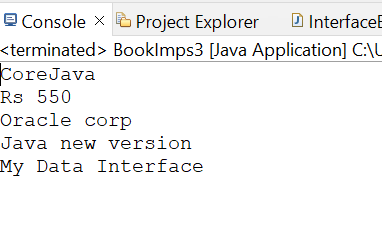 Console Project Explorer InterfaceE
<terminated> BookImps3 [Java Application] C:\U
CoreJava
Rs 550
Oracle corp
Java new version
My Data Interface